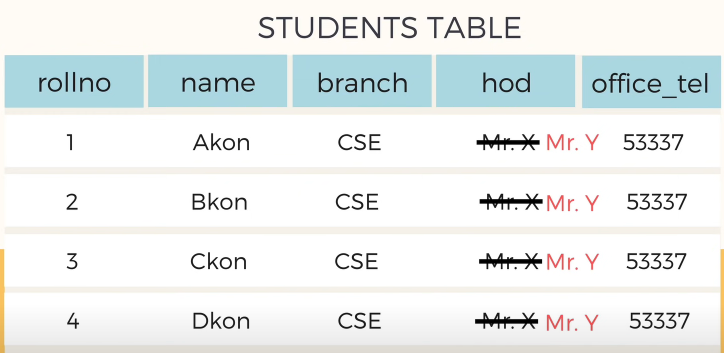 STUDENTS TABLE
rollno name branch hod office_tel
1 Akon CSE Mr. X Mr. Y 53337
2 Bkon CSE Mr. X Mr. Y 53337
3 Ckon CSE Mr. X Mr. Y 53337
4 Dkon CSE Mr. X Mr. Y 53337